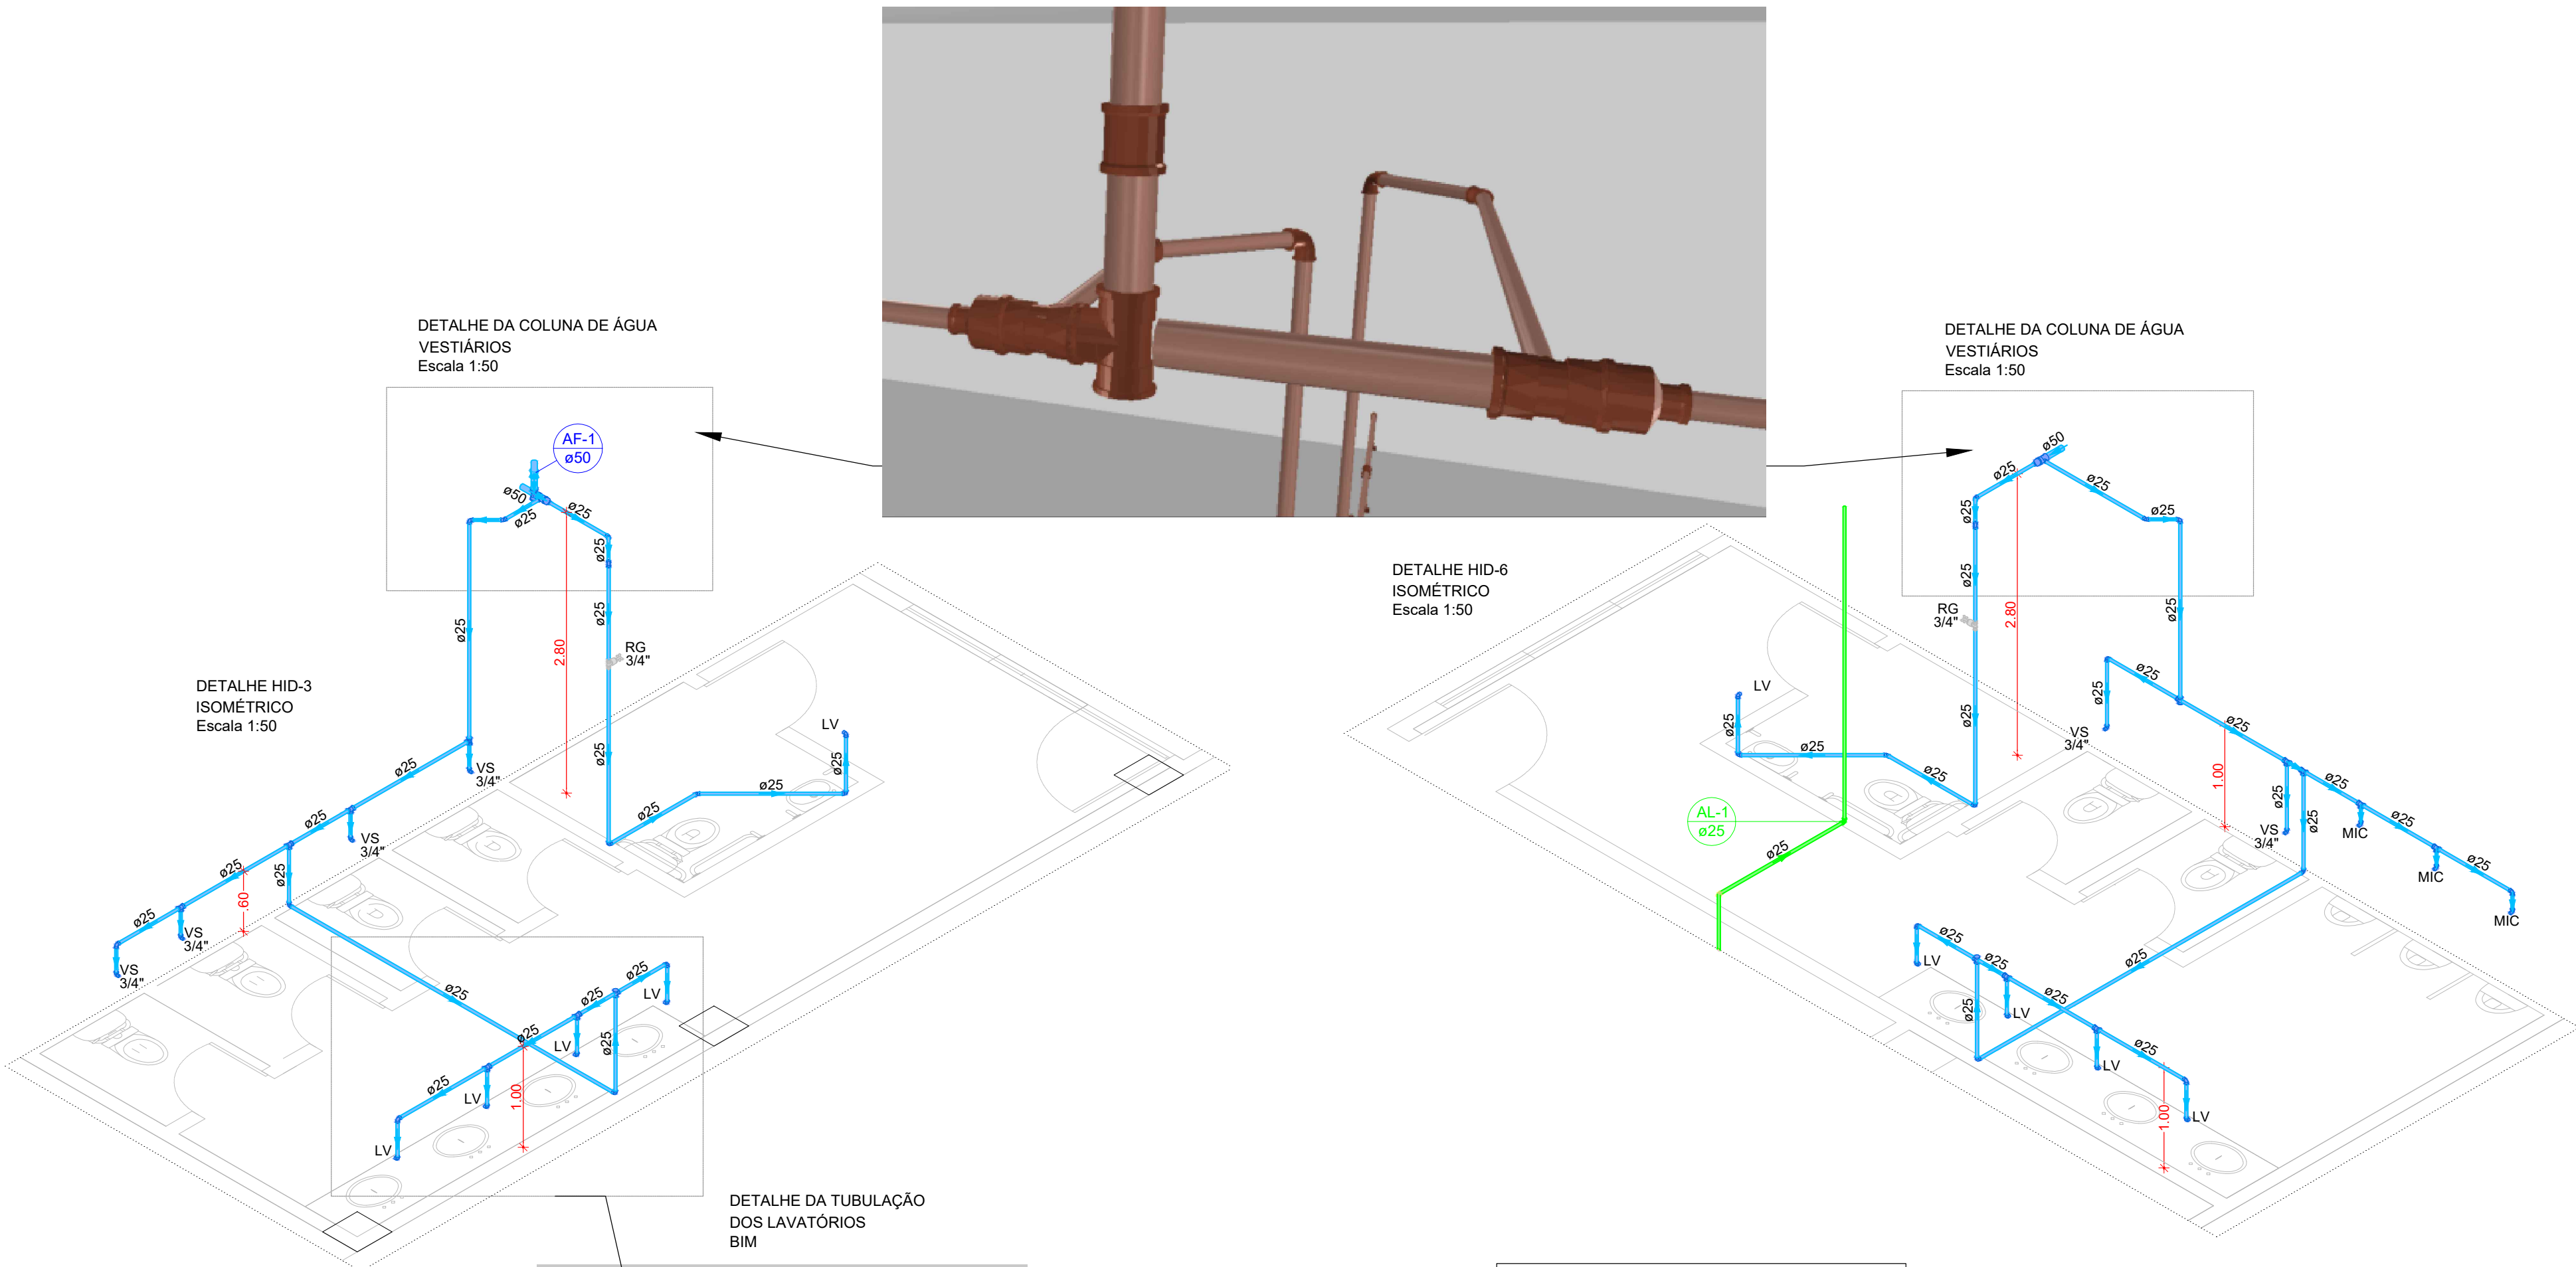 DETALHE DA COLUNA DE ÁGUA
VESTIÁRIOS
Escala 1:50
AF-1
ø50
ø50
ø25
ø25
ø25
ø25
ø25
2.80
RG
3/4"
ø25
ø25
ø25
ø25
LV
DETALHE HID-3
ISOMÉTRICO
Escala 1:50
VS
3/4"
ø25
VS
3/4"
ø25
ø25
ø25
.60
VS
3/4"
ø25
VS
3/4"
ø25
ø25
ø25
LV
ø25
ø25
LV
LV
ø25
1.00
LV
DETALHE DA TUBULAÇÃO
DOS LAVATÓRIOS
BIM
DETALHE DA COLUNA DE ÁGUA
VESTIÁRIOS
Escala 1:50
ø50
ø25
ø25
ø25
ø25
ø25
ø25
2.80
RG
3/4"
DETALHE HID-6
ISOMÉTRICO
Escala 1:50
LV
ø25
ø25
ø25
ø25
AL-1
ø25
ø25
ø25
ø25
VS
3/4"
ø25
1.00
ø25
VS
3/4"
ø25
ø25
MIC
ø25
MIC
ø25
MIC
ø25
ø25
LV
ø25
ø25
LV
ø25
LV
ø25
1.00
LV